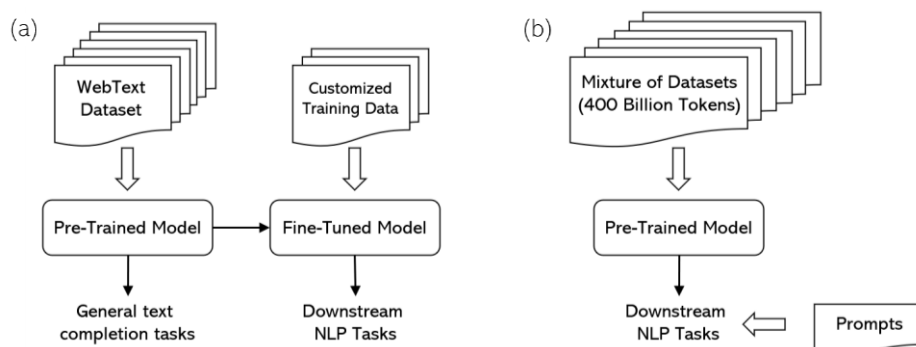 (a)
WebText
Dataset
Customized
Training Data
Pre-Trained Model
Fine-Tuned Model
General text
completion tasks
Downstream
NLP Tasks
(b)
Mixture of Datasets
(400 Billion Tokens)
Pre-Trained Model
Downstream
NLP Tasks
Prompts